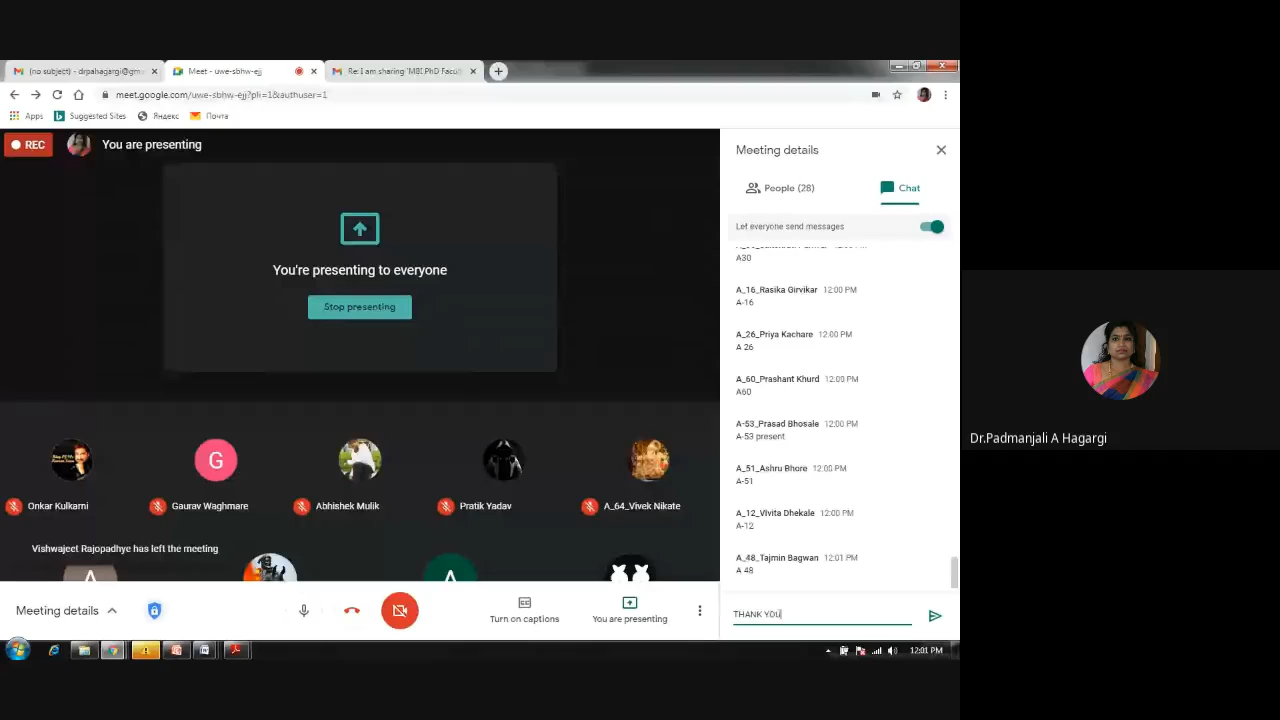 (no subject) - drpahagargi@gm
Meet - uwe-sbhw-ejj
Re: I am sharing 'MBI PhD Facu
meet.google.com/uwe-sbhw-ejj?pli=1&authuser=1
Apps
Suggested Sites
Яндекс
Почта
REC
You are presenting
You're presenting to everyone
Stop presenting
Onkar Kulkarni
G
Gaurav Waghmare
Abhishek Mulik
Pratik Yadav
A_64_Vivek Nikate
Vishwajeet Rajopadhye has left the meeting
A
A
Meeting details
Turn on captions
You are presenting
Meeting details
People (28)
Chat
Let everyone send messages
A30
A_16_Rasika Girvikar 12:00 PM
A-16
A_26_Priya Kachare 12:00 PM
A 26
A_60_Prashant Khurd 12:00 PM
A60
A-53_Prasad Bhosale 12:00 PM
A-53 present
A_51_Ashru Bhore 12:00 PM
A-51
A_12_Vivita Dhekale 12:00 PM
A-12
A_48_Tajmin Bagwan 12:01 PM
A 48
THANK YOU
12:01 PM
Dr.Padmanjali A Hagargi